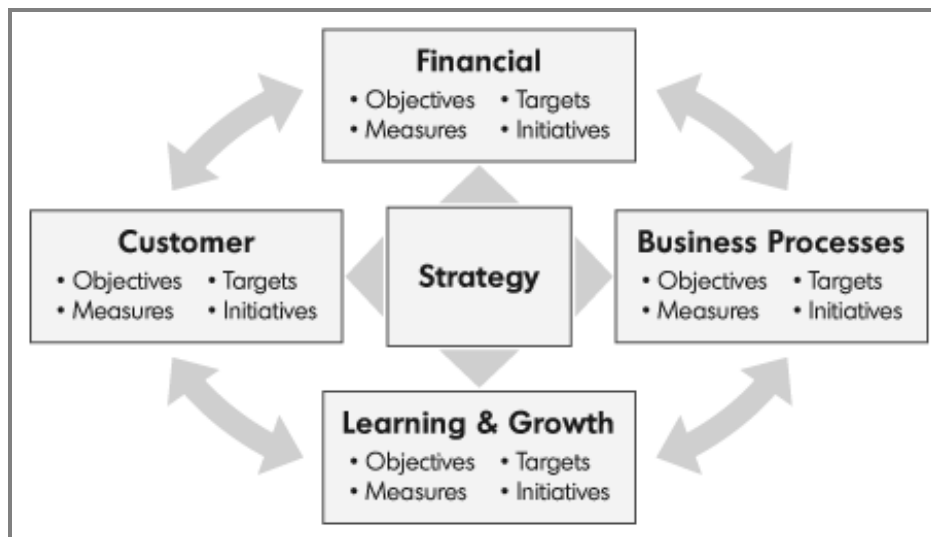 Financial
• Objectives • Targets
• Measures • Initiatives
Customer
• Objectives • Targets
• Measures • Initiatives
Strategy
Business Processes
• Objectives • Targets
• Measures • Initiatives
Learning & Growth
• Objectives • Targets
• Measures • Initiatives